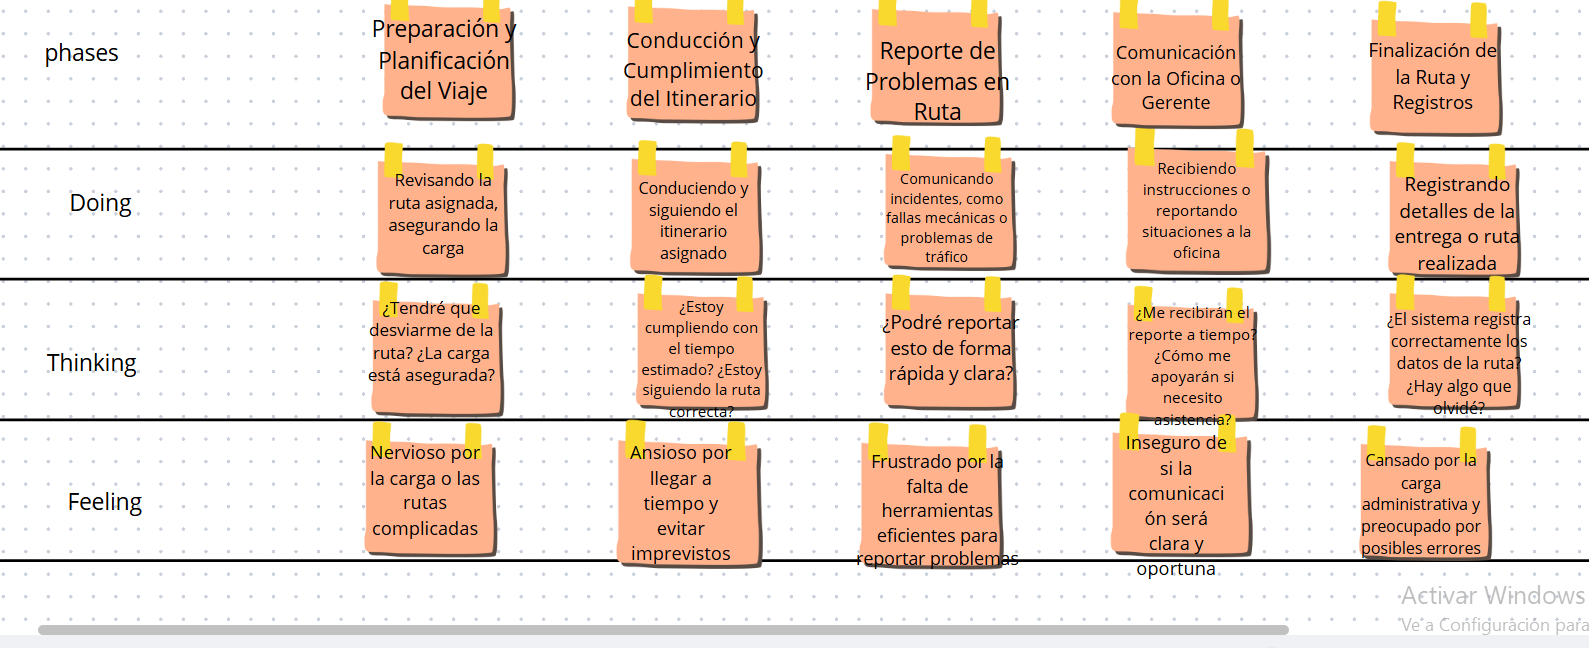 phases
Preparación y
Planificación
del Viaje
Conducción y
Cumplimiento
del Itinerario
Reporte de
Problemas en
Ruta
Comunicación
con la Oficina o
Gerente
Finalización de
la Ruta y
Registros
Doing
Revisando la
ruta asignada,
asegurando la
carga
Conduciendo y
siguiendo el
itinerario
asignado
Comunicando
incidentes, como
fallas mecánicas o
problemas de
tráfico
Recibiendo
instrucciones o
reportando
situaciones a la
oficina
Registrando
detalles de la
entrega o ruta
realizada
Thinking
¿Tendré que
desviarme de la
ruta? ¿La carga
está asegurada?
¿Estoy
cumpliendo con
el tiempo
estimado? ¿Estoy
siguiendo la ruta
correcta?
¿Podré reportar
esto de forma
rápida y clara?
¿Me recibirán el
reporte a tiempo?
¿Cómo me
apoyarán si
necesito
asistencia?
¿El sistema registra
correctamente los
datos de la ruta?
¿Hay algo que
olvidé?
Feeling
Nervioso por
la carga o las
rutas
complicadas
Ansioso por
llegar a
tiempo y
evitar
imprevistos
Frustrado por la
falta de
herramientas
eficientes para
reportar problemas
Inseguro de
si la
comunicaci
ón será
clara y
oportuna
Cansado por la
carga
administrativa y
preocupado por
posibles errores
Activar Windows
Ve a Configuración para